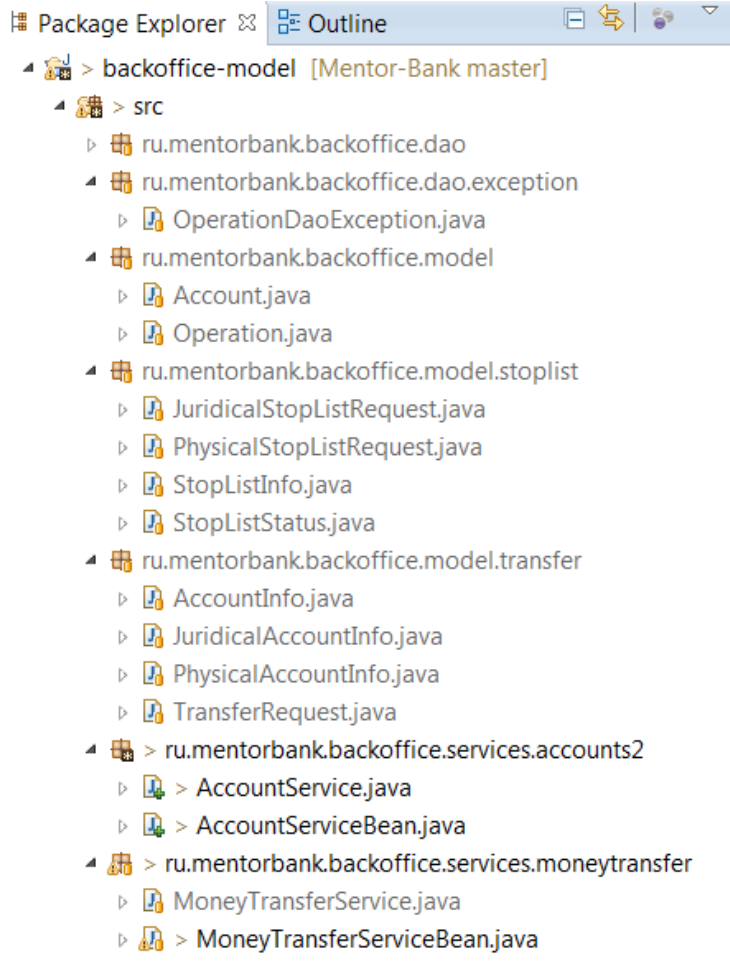 Package Explorer Outline
> backoffice-model [Mentor-Bank master]
> src
ru.mentorbank.backoffice.dao
ru.mentorbank.backoffice.dao.exception
OperationDaoException.java
ru.mentorbank.backoffice.model
Account.java
Operation.java
ru.mentorbank.backoffice.model.stoplist
JuridicalStopListRequest.java
PhysicalStopListRequest.java
StopListInfo.java
StopListStatus.java
ru.mentorbank.backoffice.model.transfer
AccountInfo.java
JuridicalAccountInfo.java
PhysicalAccountInfo.java
TransferRequest.java
> ru.mentorbank.backoffice.services.accounts2
> AccountService.java
> AccountServiceBean.java
> ru.mentorbank.backoffice.services.moneytransfer
MoneyTransferService.java
> MoneyTransferServiceBean.java